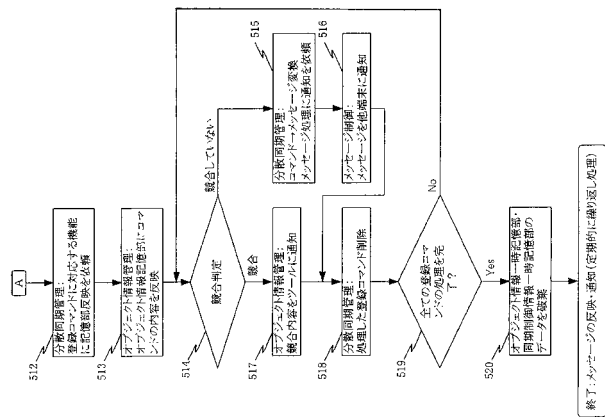 A
512
分散同期管理:
登録コマンドに対応する機能
に記憶部反映を依頼
513
オブジェクト情報管理:
オブジェクト情報記憶部にコマ
ンドの内容を反映
514
競合判定
競合していない
競合
515
分散同期管理:
コマンド→メッセージ変換
メッセージ処理に通知を依頼
516
メッセージ制御:
メッセージを他端末に通知
517
オブジェクト情報管理:
競合内容をツールに通知
518
分散同期管理:
処理した登録コマンド削除
519
全ての登録コマ
ンドの処理を完
了?
No
Yes
520
オブジェクト情報一時記憶部・
同期制御情報一時記憶部の
データを破棄
終了:メッセージの反映・通知(定期的に繰り返し処理)